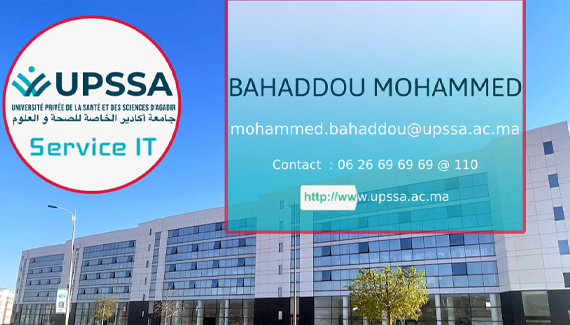 UPSSA
UNIVERSITÉ PRIVÉE DE LA SANTÉ ET DES SCIENCES D'AGADIR
جامعة أكادير الخاصة للصحة و العلوم
Service IT
BAHADDOU MOHAMMED
mohammed.bahaddou@upssa.ac.ma
Contact : 06 26 69 69 69 @ 110
http://www.upssa.ac.ma